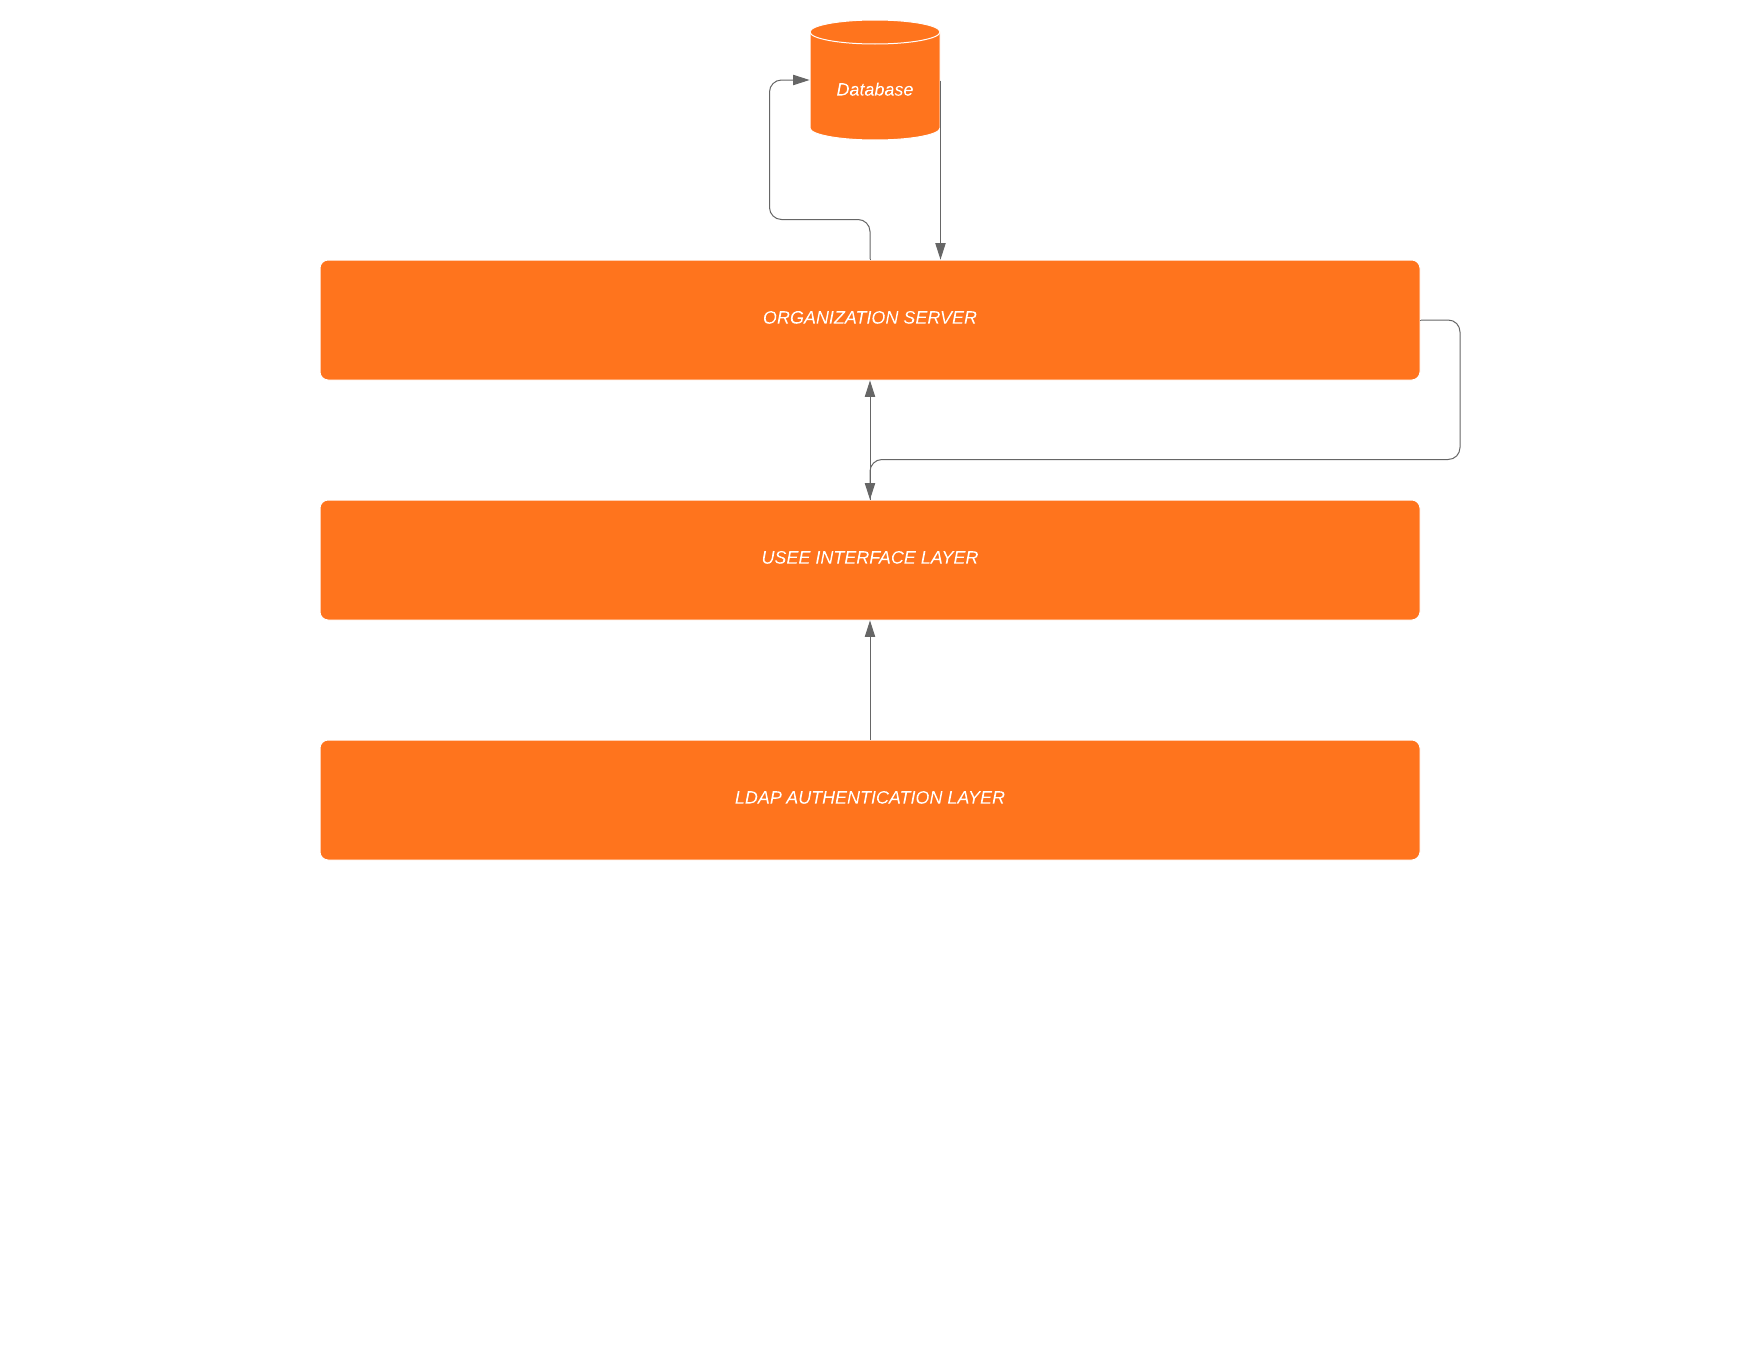 Database
ORGANIZATION SERVER
USEE INTERFACE LAYER
LDAP AUTHENTICATION LAYER